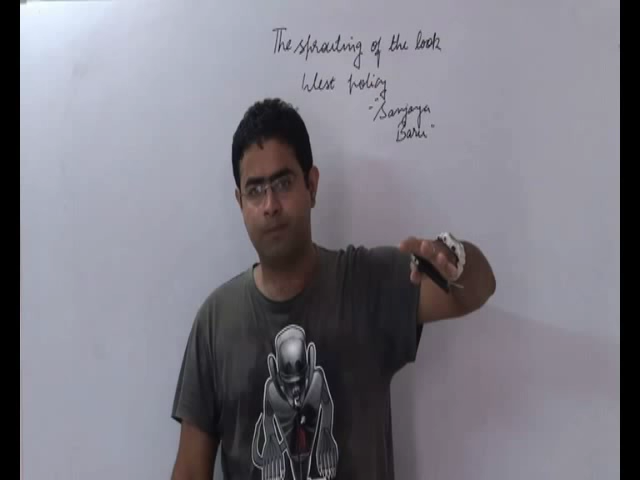 The sprouting of the look
West policy
-"Sanjaya
Baru"